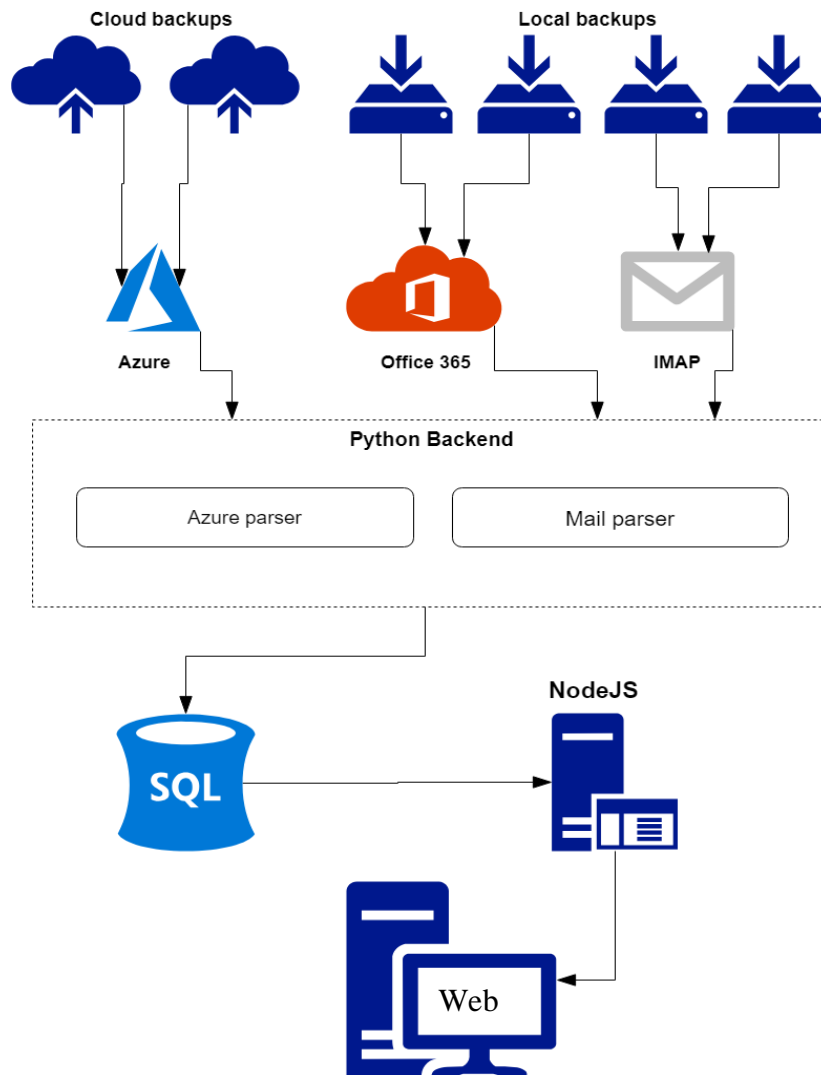 Cloud backups
Local backups
Azure
Office 365
IMAP
Python Backend
Azure parser
Mail parser
NodeJS
SQL
Web